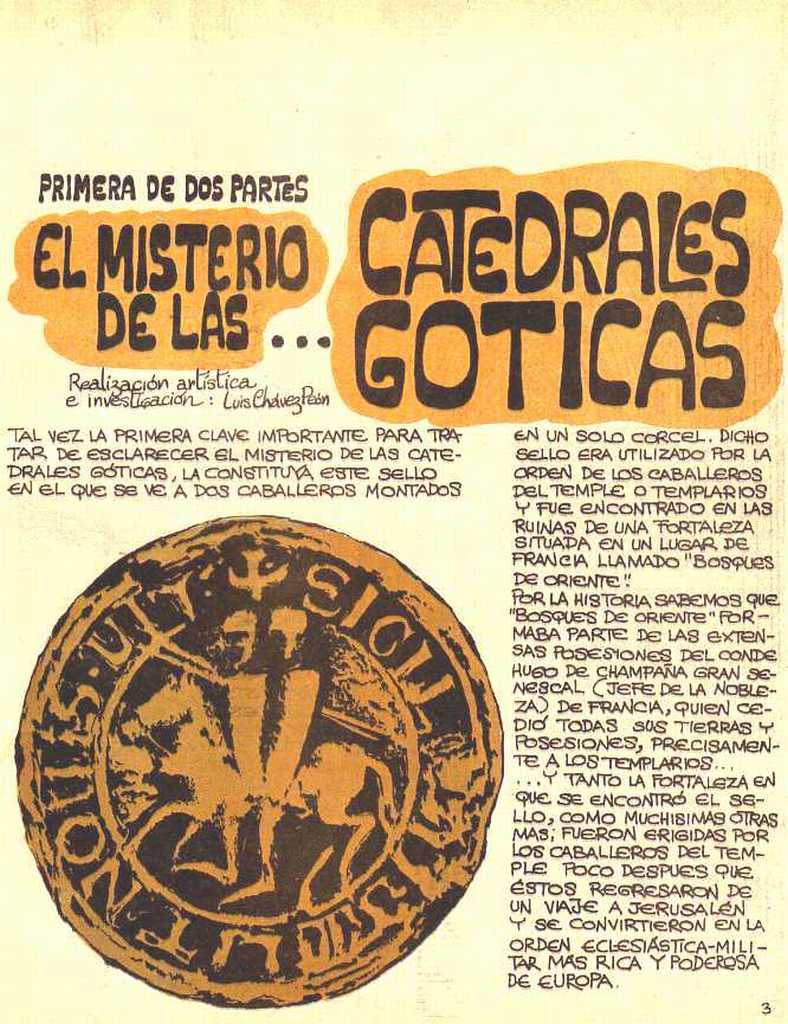 PRIMERA DE DOS PARTES
EL MISTERIO
DE LAS ...
CATEDRALES
GOTICAS
Realización artística
e investigación : Luis Chávez Peón
TAL VEZ LA PRIMERA CLAVE IMPORTANTE PARA TRA-
TAR DE ESCLARECER EL MISTERIO DE LAS CATE-
DRALES GÓTICAS, LA CONSTITUYA ESTE SELLO
EN EL QUE SE VE A DOS CABALLEROS MONTADOS
EN UN SOLO CORCEL. DICHO
SELLO ERA UTILIZADO POR LA
ORDEN DE LOS CABALLEROS
DEL TEMPLE O TEMPLARIOS
Y FUE ENCONTRADO EN LAS
RUINAS DE UNA FORTALEZA
SITUADA EN UN LUGAR DE
FRANCIA LLAMADO "BOSQUES
DE ORIENTE".
POR LA HISTORIA SABEMOS QUE
"BOSQUES DE ORIENTE" FOR-
MABA PARTE DE LAS EXTEN-
SAS POSESIONES DEL CONDE
HUGO DE CHAMPAÑA GRAN SE-
NESCAL (JEFE DE LA NOBLE-
ZA) DE FRANCIA, QUIEN CE-
DIÓ TODAS SUS TIERRAS Y
POSESIONES, PRECISAMEN-
TE A LOS TEMPLARIOS...
...Y TANTO LA FORTALEZA EN
QUE SE ENCONTRÓ EL SE-
LLO, COMO MUCHISIMAS OTRAS
MAS; FUERON ERIGIDAS POR
LOS CABALLEROS DEL TEM-
PLE POCO DESPUES QUE
ÉSTOS REGRESARON DE
UN VIAJE A JERUSALÉN
Y SE CONVIRTIERON EN LA
ORDEN ECLESIÁSTICA-MILI-
TAR MÁS RICA Y PODEROSA
DE EUROPA.
SIGILL
3